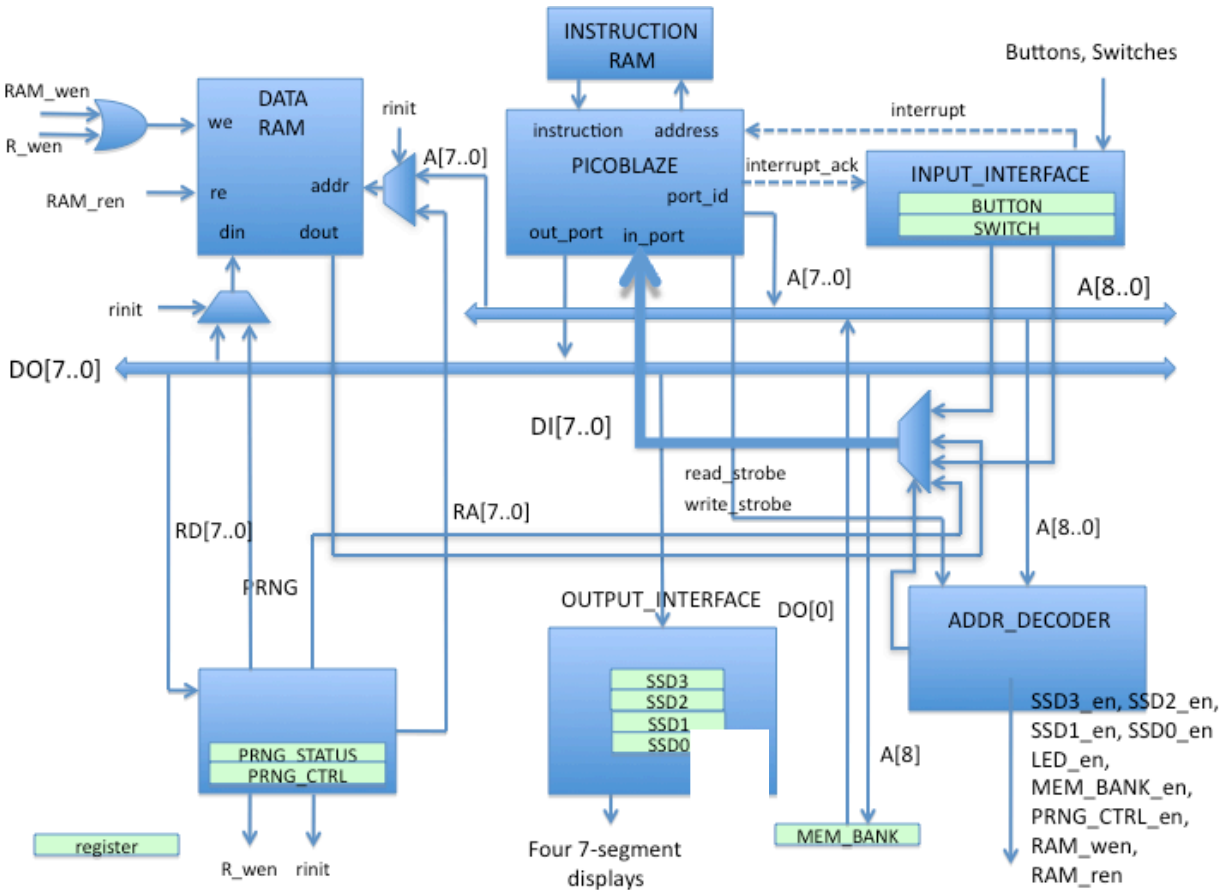 INSTRUCTION
RAM
Buttons, Switches
RAM_wen
R_wen
RAM_ren
DATA
RAM
we
re
addr
din
dout
rinit
A[7..0]
instruction
address
PICOBLAZE
port_id
out_port
in_port
interrupt
interrupt_ack
INPUT_INTERFACE
BUTTON
SWITCH
rinit
A[7..0]
A[8..0]
DO[7..0]
DI[7..0]
read_strobe
write_strobe
RD[7..0]
RA[7..0]
A[8..0]
PRNG
OUTPUT_INTERFACE
DO[0]
ADDR_DECODER
SSD3
SSD2
SSD1
SSD0
PRNG_STATUS
PRNG_CTRL
A[8]
SSD3_en, SSD2_en,
SSD1_en, SSD0_en
LED_en,
MEM_BANK_en,
PRNG_CTRL_en,
RAM_wen,
RAM_ren
register
R_wen
rinit
Four 7-segment
displays
MEM_BANK